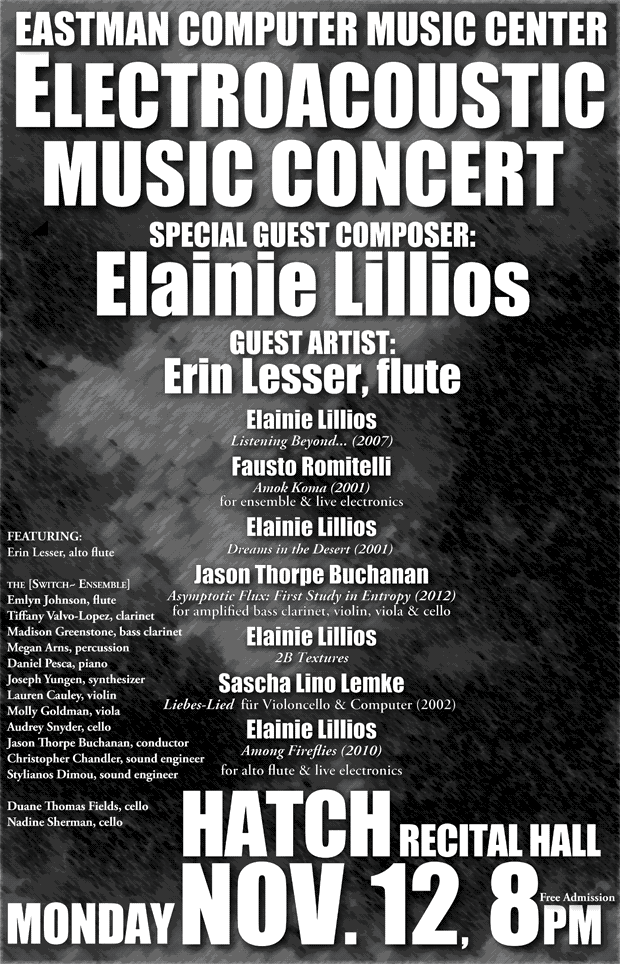 EASTMAN COMPUTER MUSIC CENTER
ELECTROACOUSTIC
MUSIC CONCERT
SPECIAL GUEST COMPOSER:
Elainie Lillios
GUEST ARTIST:
Erin Lesser, flute
Elainie Lillios
Listening Beyond... (2007)
Fausto Romitelli
Amok Koma (2001)
for ensemble & live electronics
Elainie Lillios
Dreams in the Desert (2001)
Jason Thorpe Buchanan
Asymptotic Flux: First Study in Entropy (2012)
for amplified bass clarinet, violin, viola & cello
Elainie Lillios
2B Textures
Sascha Lino Lemke
Liebes-Lied für Violoncello & Computer (2002)
Elainie Lillios
Among Fireflies (2010)
for alto flute & live electronics
FEATURING:
Erin Lesser, alto flute
THE [SWITCH~ ENSEMBLE]
Emlyn Johnson, flute
Tiffany Valvo-Lopez, clarinet
Madison Greenstone, bass clarinet
Megan Arns, percussion
Daniel Pesca, piano
Joseph Yungen, synthesizer
Lauren Cauley, violin
Molly Goldman, viola
Audrey Snyder, cello
Jason Thorpe Buchanan, conductor
Christopher Chandler, sound engineer
Stylianos Dimou, sound engineer
Duane Thomas Fields, cello
Nadine Sherman, cello
HATCH RECITAL HALL
MONDAY NOV. 12, 8PM
Free Admission